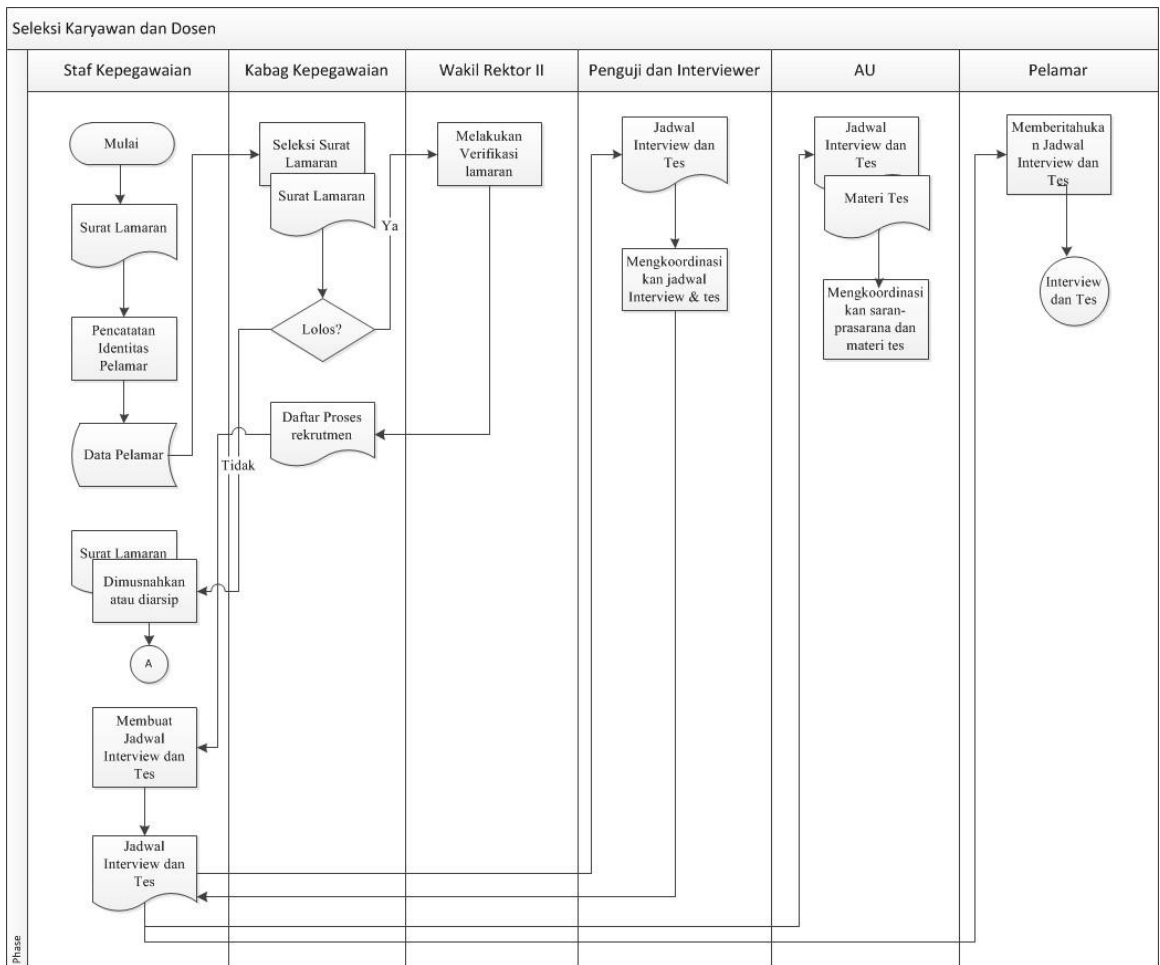 Seleksi Karyawan dan Dosen
Staf Kepegawaian
Kabag Kepegawaian
Wakil Rektor II
Penguji dan Interviewer
AU
Pelamar
Mulai
Surat Lamaran
Pencatatan
Identitas
Pelamar
Data Pelamar
Surat Lamaran
Dimusnahkan
atau diarsip
A
Membuat
Jadwal
Interview dan
Tes
Jadwal
Interview dan
Tes
Seleksi Surat
Lamaran
Surat Lamaran
Ya
Lolos?
Daftar Proses
rekrutmen
Tidak
Melakukan
Verifikasi
lamaran
Jadwal
Interview dan
Tes
Mengkoordinasi
kan jadwal
Interview & tes
Jadwal
Interview dan
Tes
Materi Tes
Mengkoordinasi
kan saran-
prasarana dan
materi tes
Memberitahuka
n Jadwal
Interview dan
Tes
Interview
dan Tes
Phase